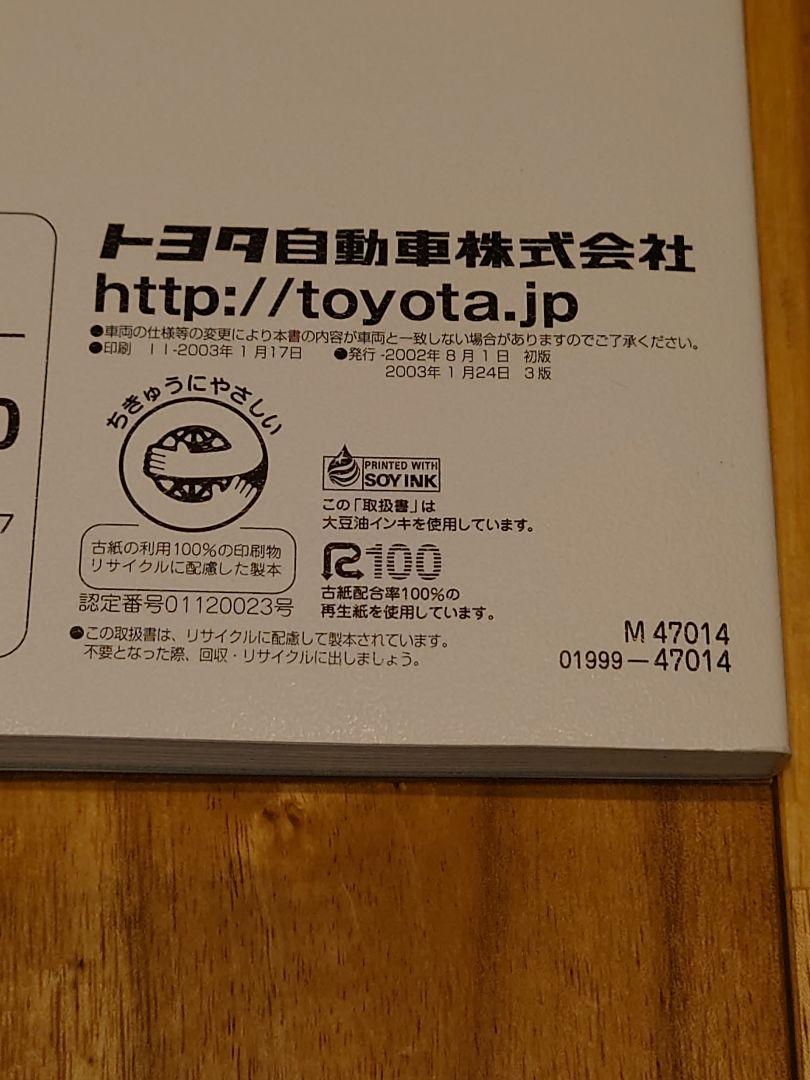 トヨタ自動車株式会社
http://toyota.jp
●車両の仕様等の変更により本書の内容が車両と一致しない場合がありますのでご了承ください。
●印刷 II-2003年1月17日 ●発行-2002年8月1日 初版
2003年1月24日 3版
ちきゅうにやさしい
PRINTED WITH
SOY INK
この「取扱書」は
大豆油インキを使用しています。
古紙の利用100%の印刷物
リサイクルに配慮した製本
認定番号01120023号
R100
古紙配合率100%の
再生紙を使用しています。
●この取扱書は、リサイクルに配慮して製本されています。
不要となった際、回収・リサイクルに出しましょう。
M 47014
01999-47014
0
7